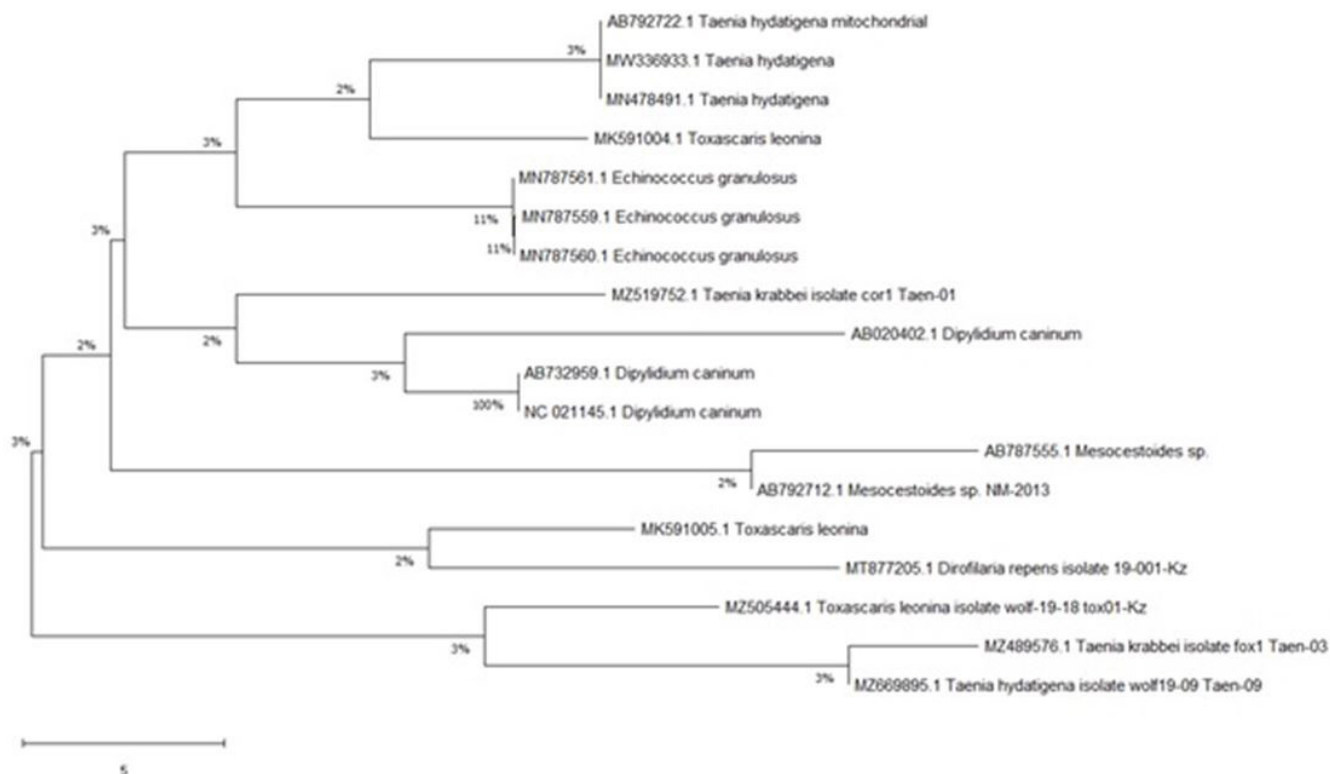 AB792722.1 Taenia hydatigena mitochondrial
3%
MW336933.1 Taenia hydatigena
2%
MN478491.1 Taenia hydatigena
3%
MK591004.1 Toxascaris leonina
MN787561.1 Echinococcus granulosus
11%
MN787559.1 Echinococcus granulosus
3%
11%
MN787560.1 Echinococcus granulosus
MZ519752.1 Taenia krabbei isolate cor1 Taen-01
2%
AB020402.1 Dipylidium caninum
2%
3%
AB732959.1 Dipylidium caninum
100%
NC 021145.1 Dipylidium caninum
3%
AB787555.1 Mesocestoides sp.
2%
AB792712.1 Mesocestoides sp. NM-2013
MK591005.1 Toxascaris leonina
2%
MT877205.1 Dirofilaria repens isolate 19-001-Kz
MZ505444.1 Toxascaris leonina isolate wolf-19-18 tox01-Kz
3%
MZ489576.1 Taenia krabbei isolate fox1 Taen-03
3%
MZ669895.1 Taenia hydatigena isolate wolf19-09 Taen-09
5